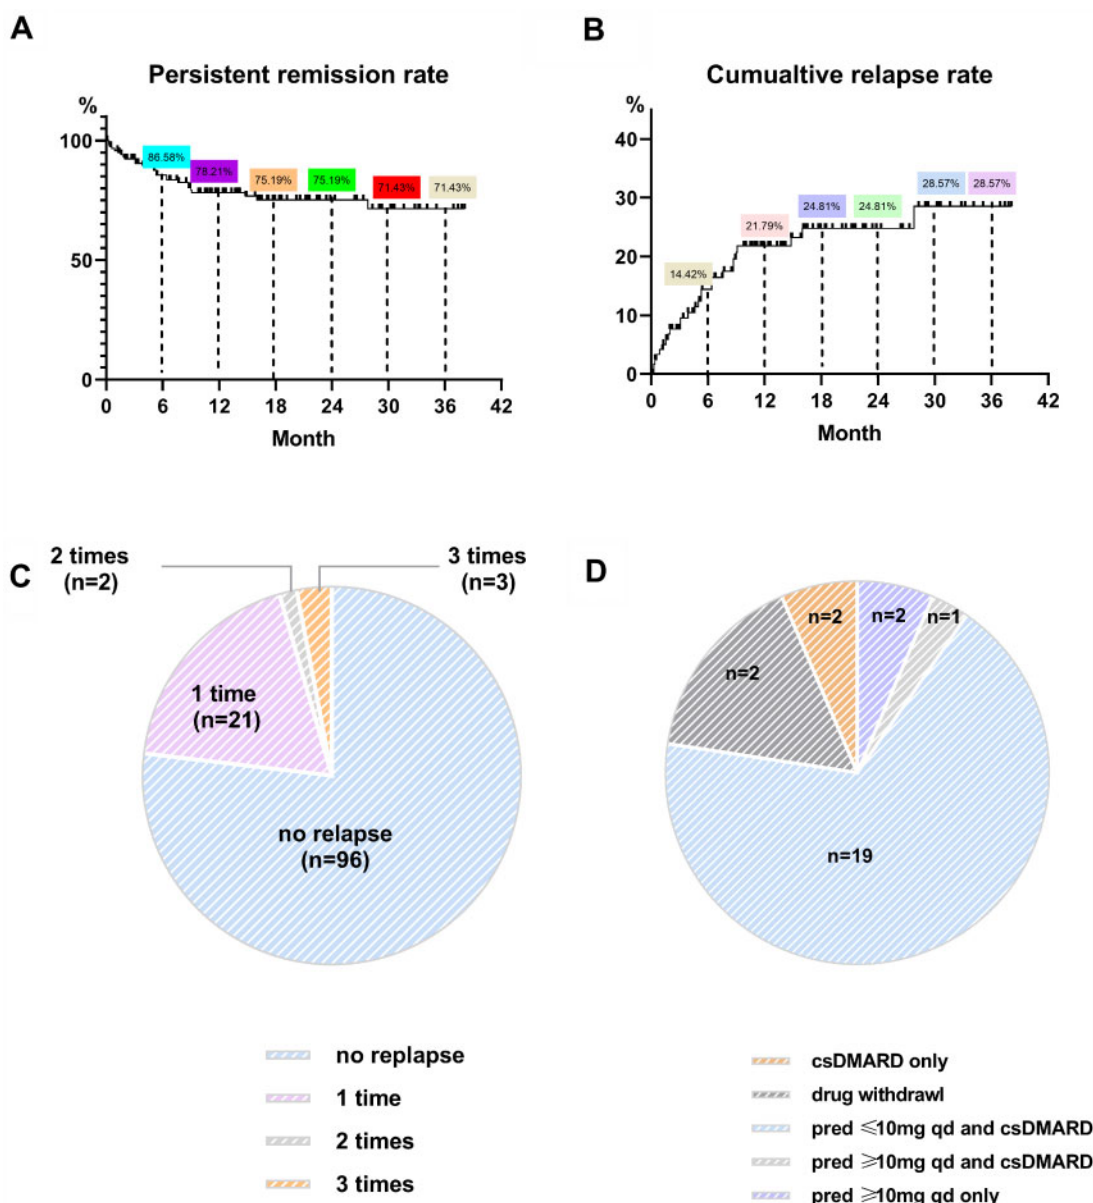 A
Persistent remission rate
%
100
50
0
86.58%
78.21%
75.19%
75.19%
71.43%
71.43%
0 6 12 18 24 30 36 42
Month
B
Cumualtive relapse rate
%
40
30
20
10
0
14.42%
21.79%
24.81%
24.81%
28.57%
28.57%
0 6 12 18 24 30 36 42
Month
C
2 times
(n=2)
3 times
(n=3)
1 time
(n=21)
no relapse
(n=96)
no replapse
1 time
2 times
3 times
D
n=2
n=2
n=1
n=2
n=19
csDMARD only
drug withdrawl
pred ≤10mg qd and csDMARD
pred ≥10mg qd and csDMARD
pred ≥10mg qd only